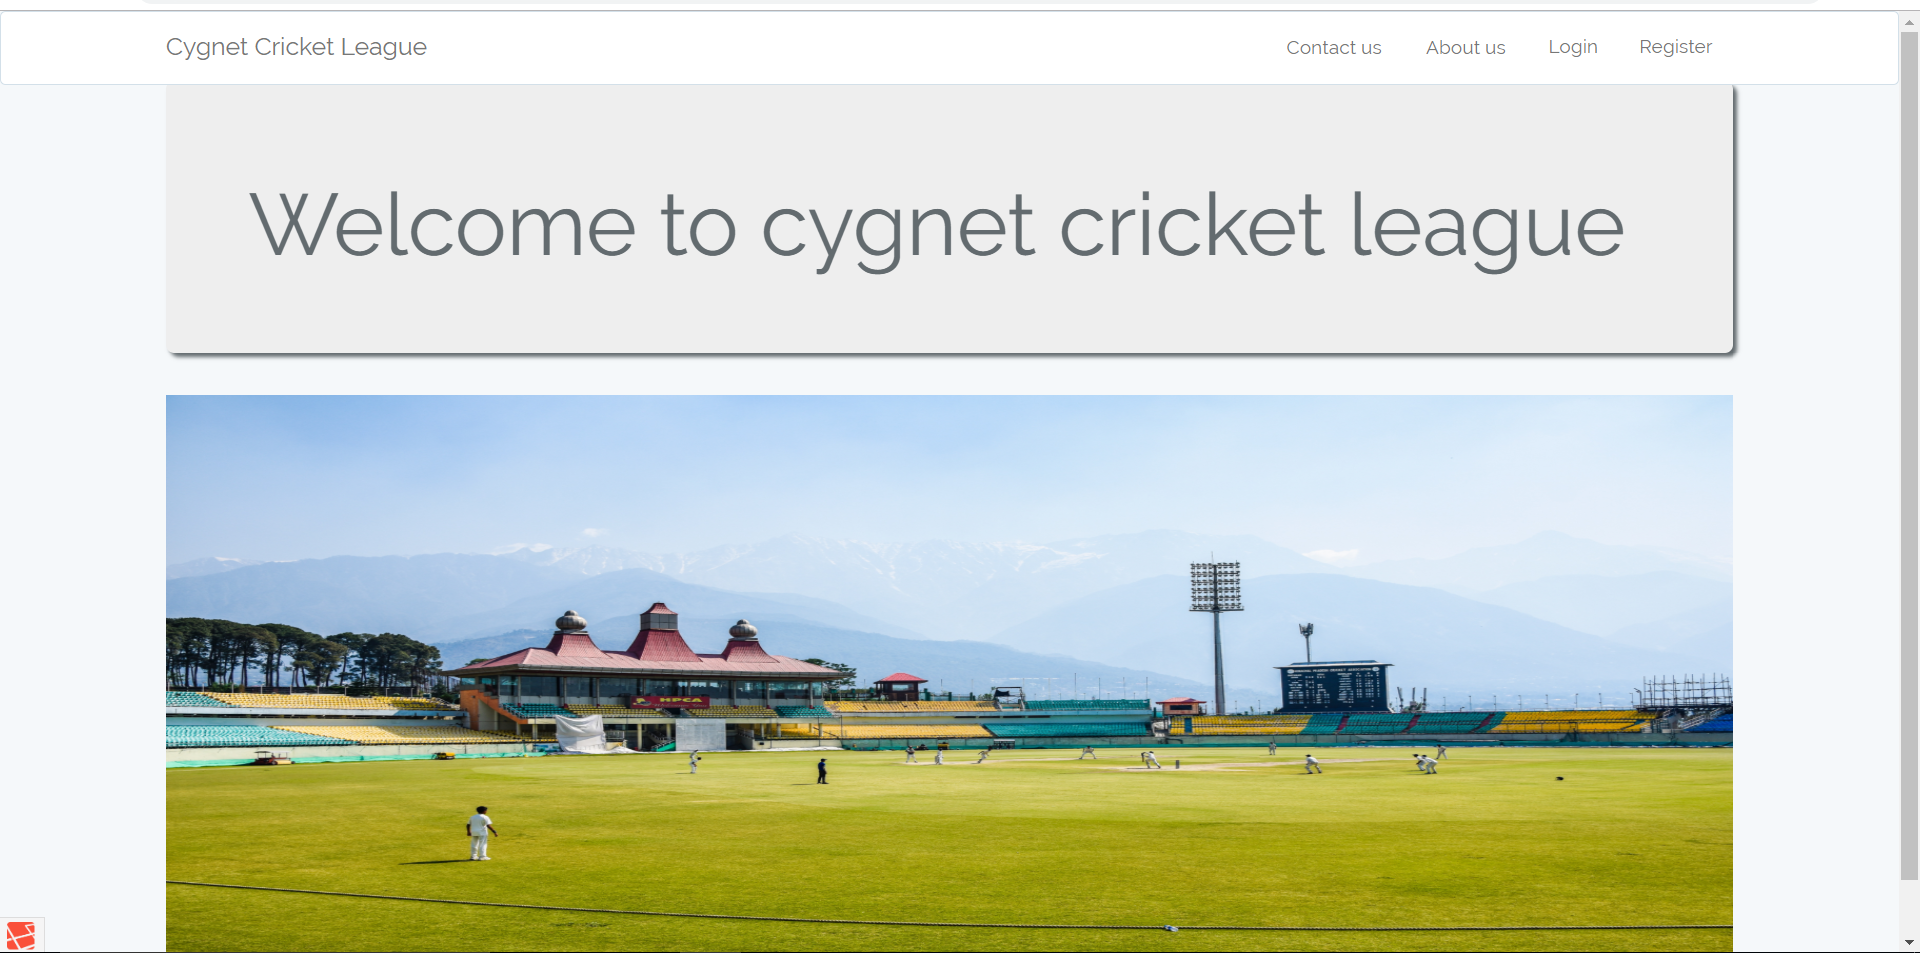 Cygnet Cricket League
Contact us
About us
Login
Register
Welcome to cygnet cricket league
HPCA